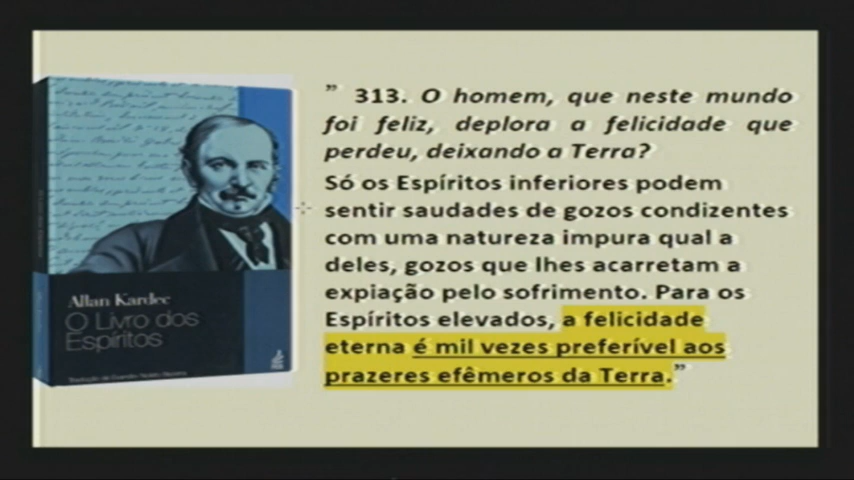 ” 313. O homem, que neste mundo
foi feliz, deplora a felicidade que
perdeu, deixando a Terra?
Só os Espíritos inferiores podem
sentir saudades de gozos condizentes
com uma natureza impura qual a
deles, gozos que lhes acarretam a
expiação pelo sofrimento. Para os
Espíritos elevados, a felicidade
eterna é mil vezes preferível aos
prazeres efêmeros da Terra.”
Allan Kardec
O Livro dos
Espíritos
Tradução de